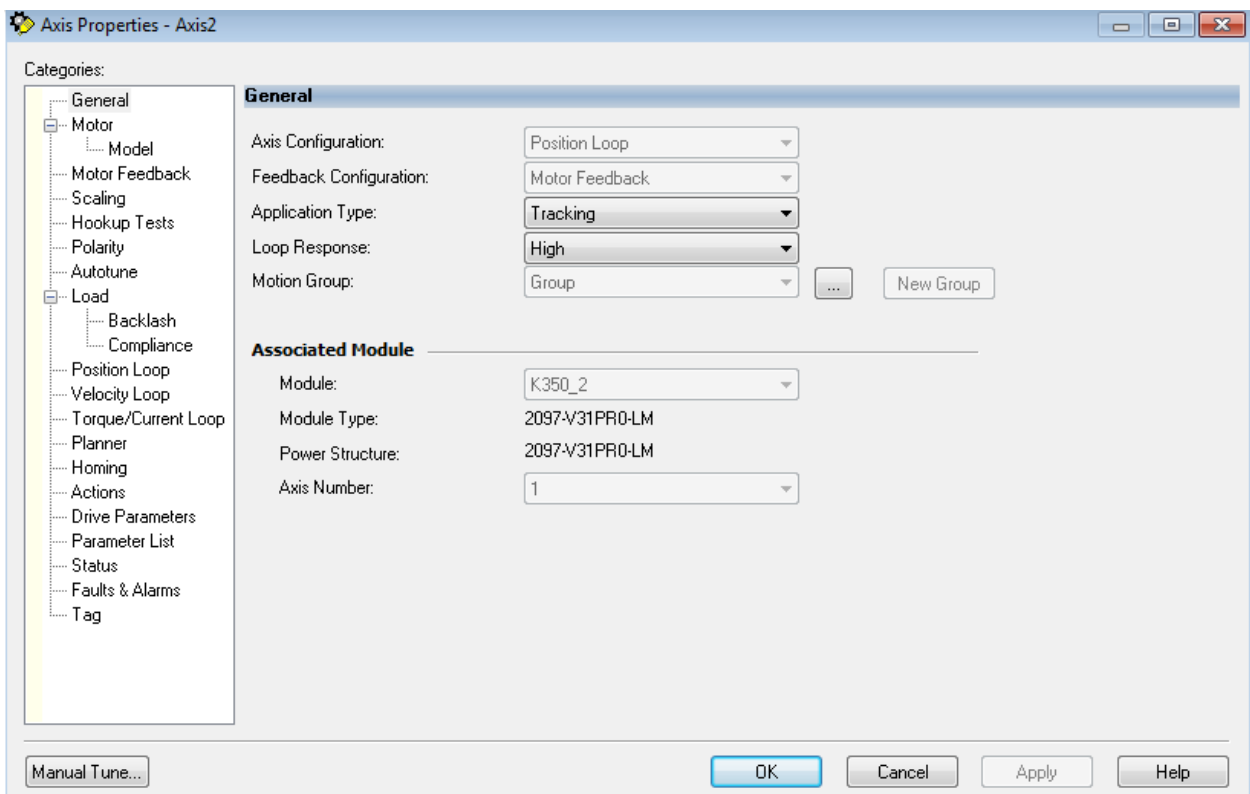 Axis Properties - Axis2
Categories:
General
Motor
Model
Motor Feedback
Scaling
Hookup Tests
Polarity
Autotune
Load
Backlash
Compliance
Position Loop
Velocity Loop
Torque/Current Loop
Planner
Homing
Actions
Drive Parameters
Parameter List
Status
Faults & Alarms
Tag
General
Axis Configuration: Position Loop
Feedback Configuration: Motor Feedback
Application Type: Tracking
Loop Response: High
Motion Group: Group ... New Group
Associated Module
Module: K350_2
Module Type: 2097-V31PR0-LM
Power Structure: 2097-V31PR0-LM
Axis Number: 1
Manual Tune... OK Cancel Apply Help